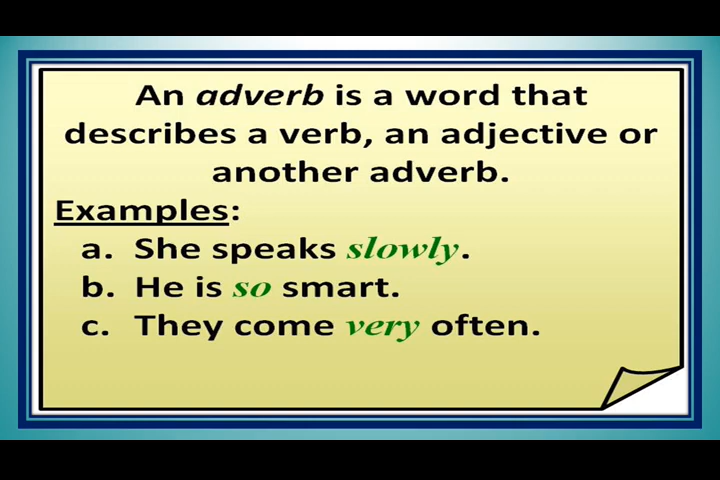 An adverb is a word that
describes a verb, an adjective or
another adverb.
Examples:
a. She speaks slowly.
b. He is so smart.
c. They come very often.